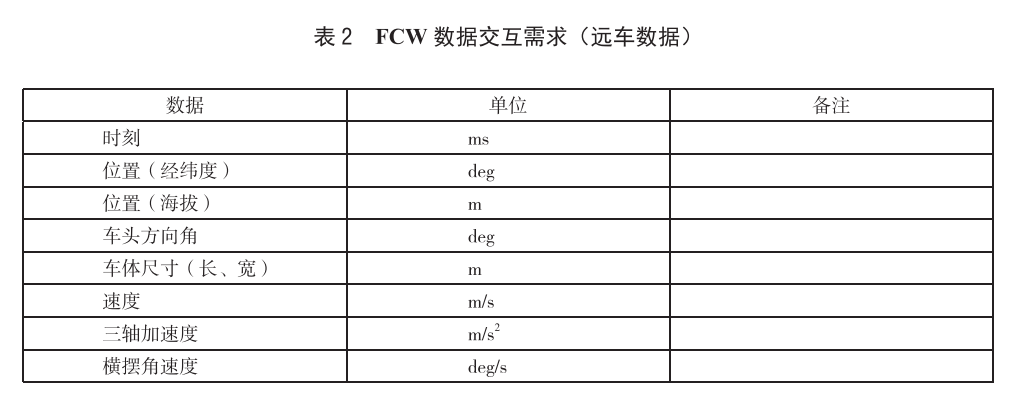 表 2 FCW 数据交互需求（远车数据）
数据 单位 备注
时刻 ms
位置（经纬度） deg
位置（海拔） m
车头方向角 deg
车体尺寸（长、宽） m
速度 m/s
三轴加速度 m/s²
横摆角速度 deg/s